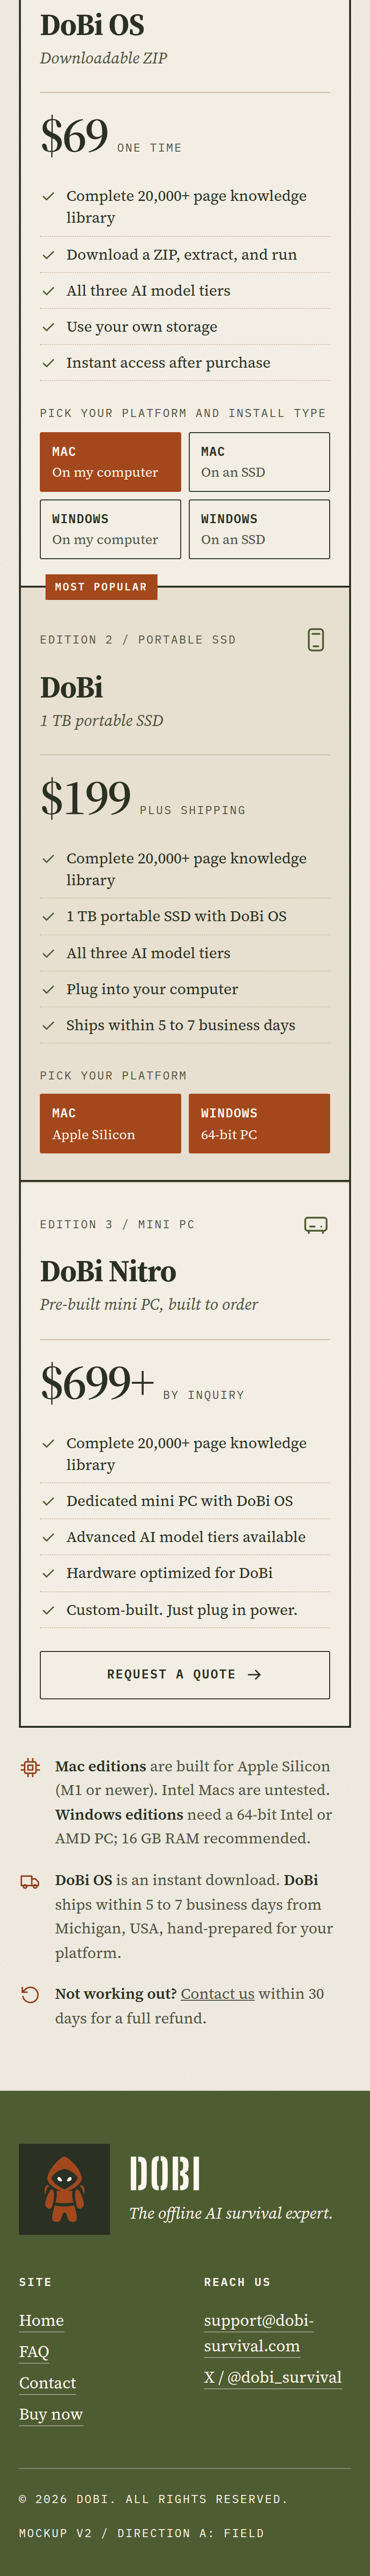 DoBi OS
Downloadable ZIP
$69 ONE TIME
Complete 20,000+ page knowledge
library
Download a ZIP, extract, and run
All three AI model tiers
Use your own storage
Instant access after purchase
PICK YOUR PLATFORM AND INSTALL TYPE
MAC
On my computer
MAC
On an SSD
WINDOWS
On my computer
WINDOWS
On an SSD
MOST POPULAR
EDITION 2 / PORTABLE SSD
DoBi
1 TB portable SSD
$199 PLUS SHIPPING
Complete 20,000+ page knowledge
library
1 TB portable SSD with DoBi OS
All three AI model tiers
Plug into your computer
Ships within 5 to 7 business days
PICK YOUR PLATFORM
MAC
Apple Silicon
WINDOWS
64-bit PC
EDITION 3 / MINI PC
DoBi Nitro
Pre-built mini PC, built to order
$699+ BY INQUIRY
Complete 20,000+ page knowledge
library
Dedicated mini PC with DoBi OS
Advanced AI model tiers available
Hardware optimized for DoBi
Custom-built. Just plug in power.
REQUEST A QUOTE →
Mac editions are built for Apple Silicon
(M1 or newer). Intel Macs are untested.
Windows editions need a 64-bit Intel or
AMD PC; 16 GB RAM recommended.
DoBi OS is an instant download. DoBi
ships within 5 to 7 business days from
Michigan, USA, hand-prepared for your
platform.
Not working out? Contact us within 30
days for a full refund.
DOBI
The offline AI survival expert.
SITE
Home
FAQ
Contact
Buy now
REACH US
support@dobi-
survival.com
X / @dobi_survival
© 2026 DOBI. ALL RIGHTS RESERVED.
MOCKUP V2 / DIRECTION A: FIELD